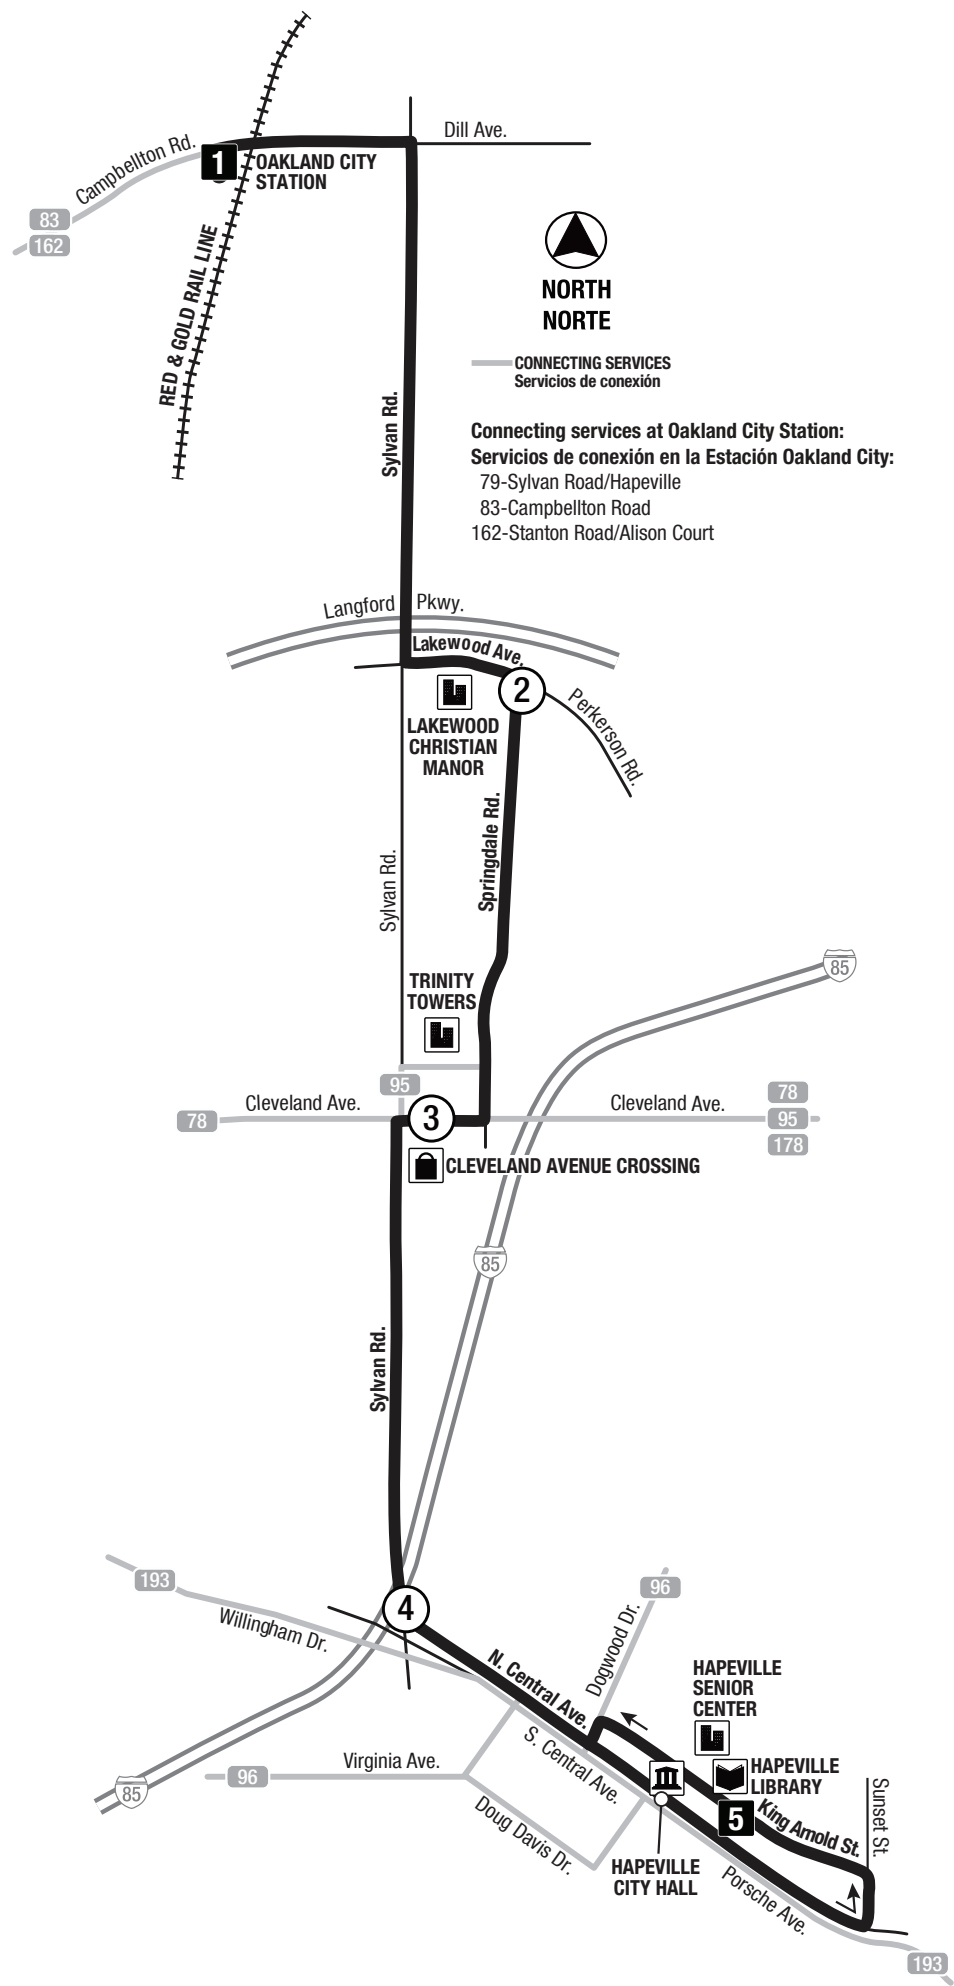 Dill Ave.
Campbellton Rd.
1
OAKLAND CITY
STATION
83
162
RED & GOLD RAIL LINE
NORTH
NORTE
CONNECTING SERVICES
Servicios de conexión
Sylvan Rd.
Connecting services at Oakland City Station:
Servicios de conexión en la Estación Oakland City:
79-Sylvan Road/Hapeville
83-Campbellton Road
162-Stanton Road/Alison Court
Langford Pkwy.
Lakewood Ave.
2
Perkerson Rd.
LAKEWOOD
CHRISTIAN
MANOR
Springdale Rd.
Sylvan Rd.
85
TRINITY
TOWERS
95
78
Cleveland Ave.
3
Cleveland Ave.
78
95
178
CLEVELAND AVENUE CROSSING
85
Sylvan Rd.
193
Willingham Dr.
4
96
Dogwood Dr.
N. Central Ave.
HAPEVILLE
SENIOR
CENTER
S. Central Ave.
Virginia Ave.
96
85
HAPEVILLE
LIBRARY
5
King Arnold St.
Sunset St.
Doug Davis Dr.
HAPEVILLE
CITY HALL
Porsche Ave.
193